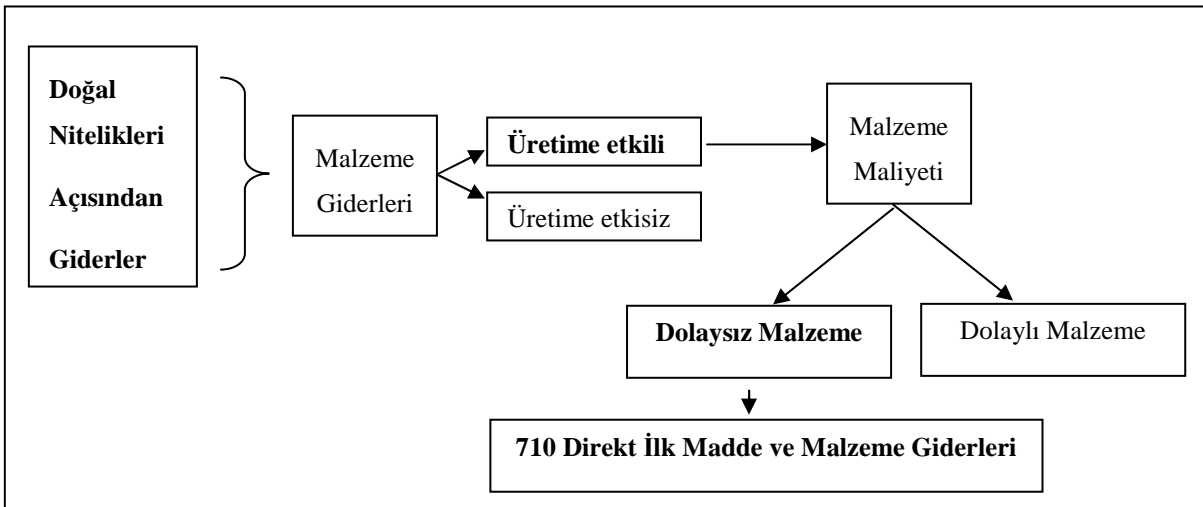 Doğal
Nitelikleri
Açısından
Giderler
Malzeme
Giderleri
Üretime etkili
Üretime etkisiz
Malzeme
Maliyeti
Dolaysız Malzeme
Dolaylı Malzeme
710 Direkt İlk Madde ve Malzeme Giderleri